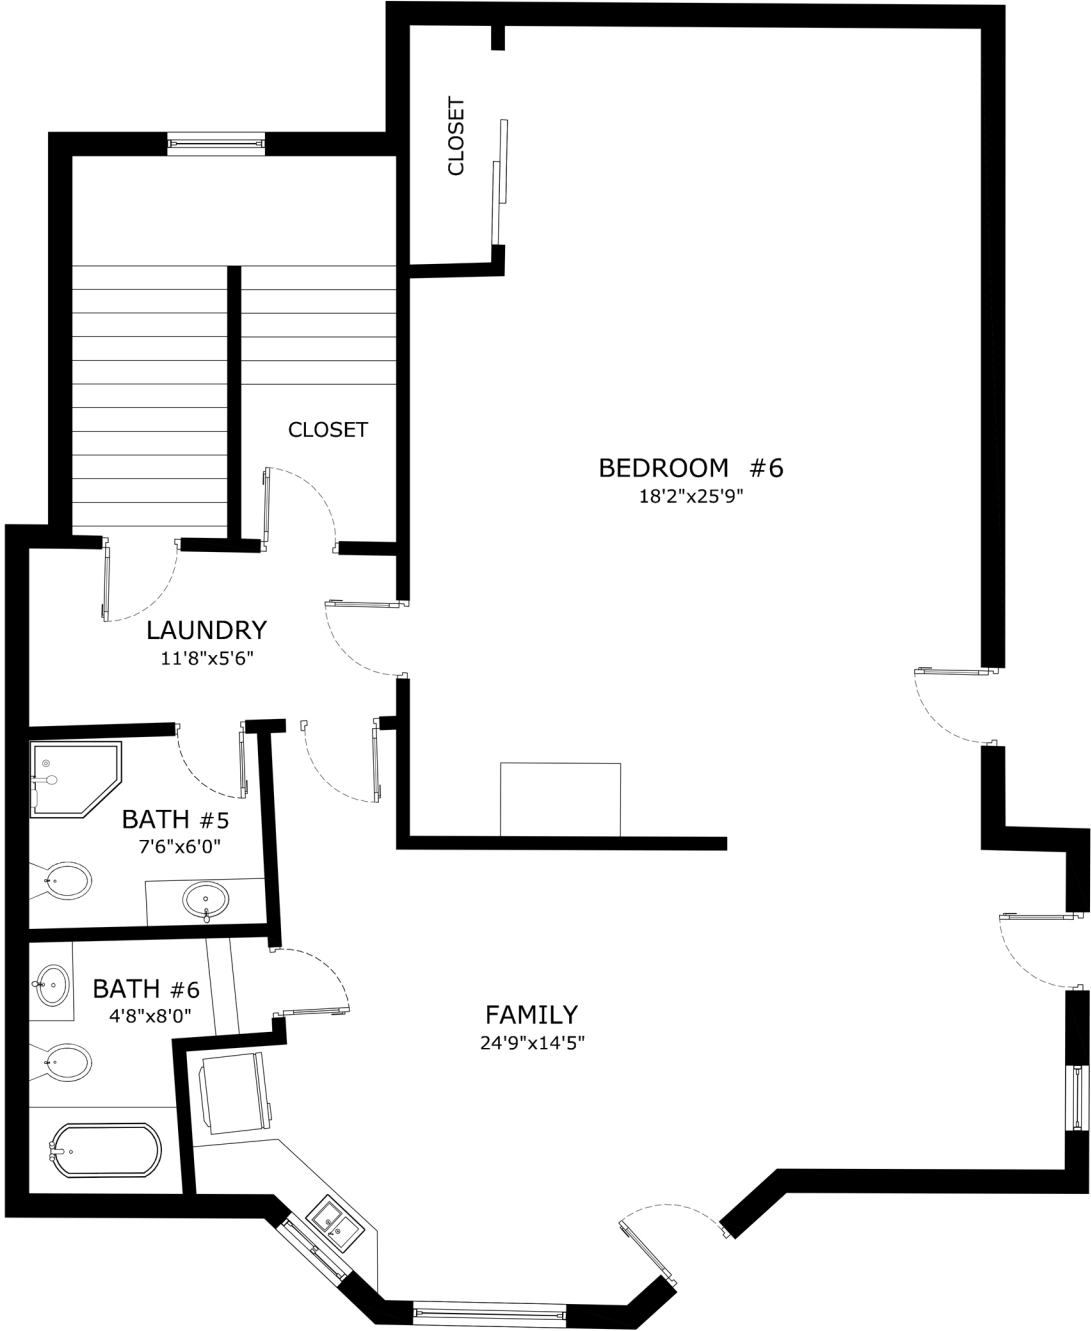 CLOSET
CLOSET
BEDROOM #6
18'2"x25'9"
LAUNDRY
11'8"x5'6"
BATH #5
7'6"x6'0"
BATH #6
4'8"x8'0"
FAMILY
24'9"x14'5"